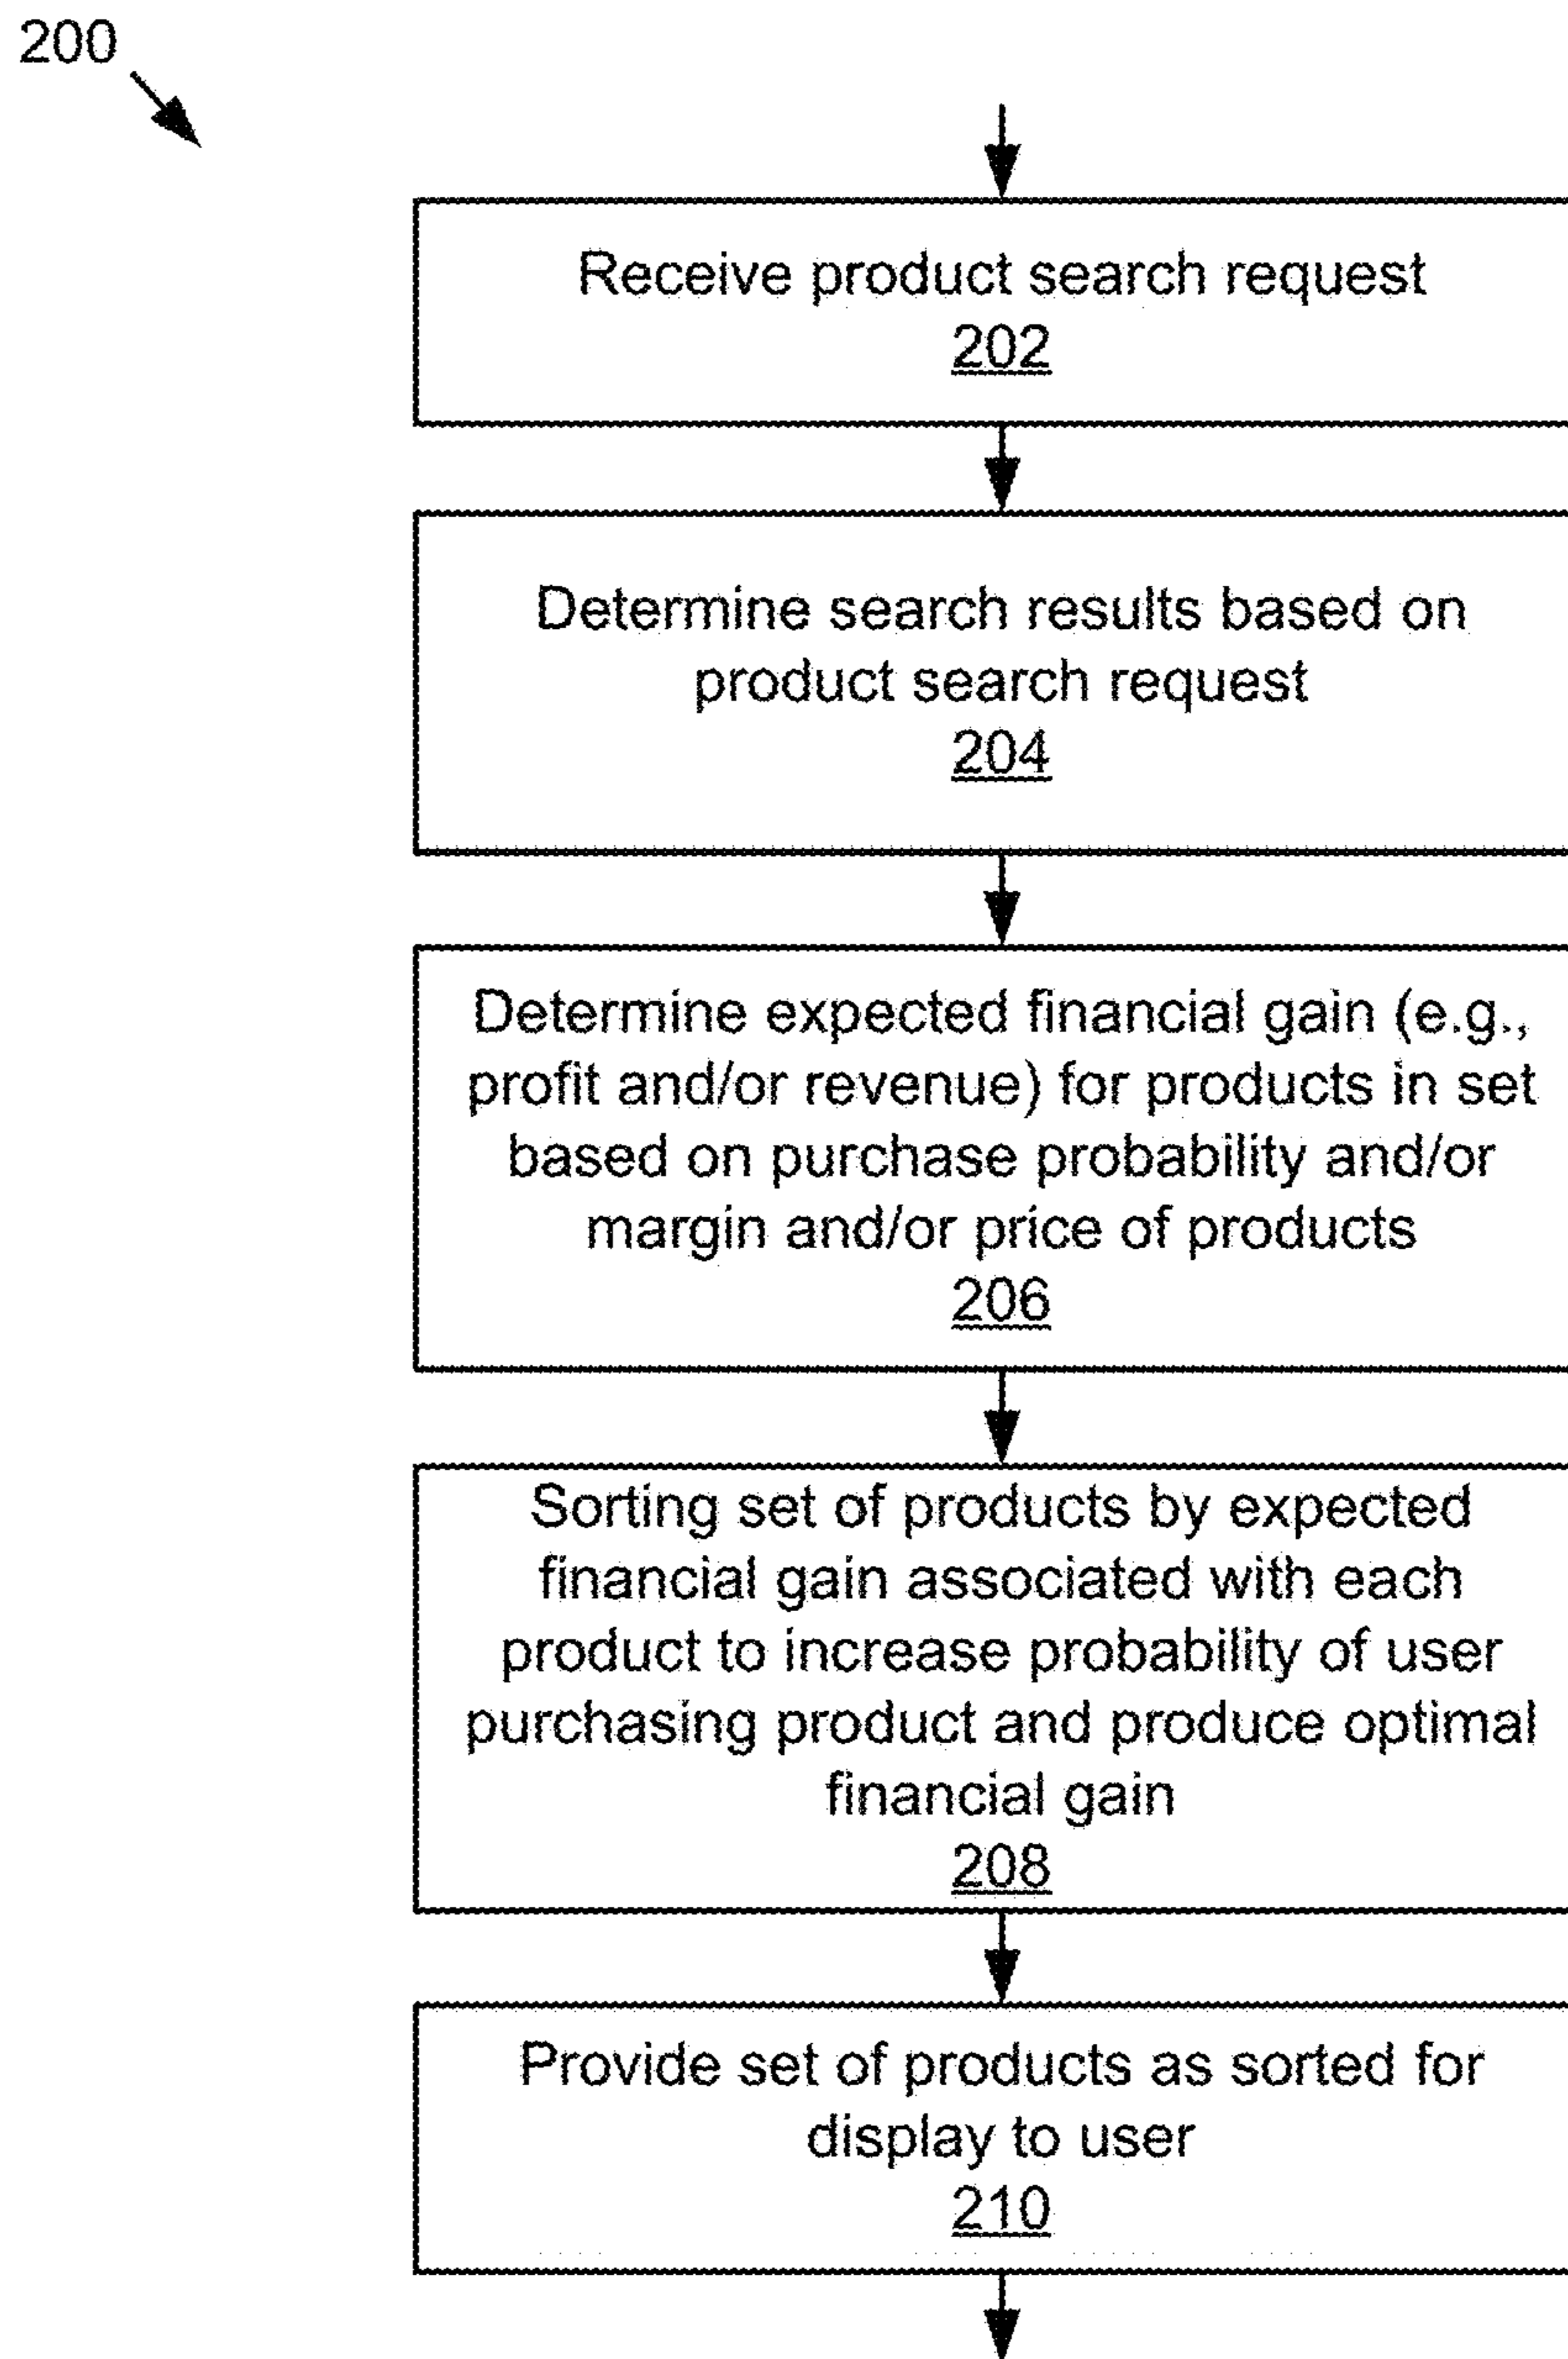 200
Receive product search request
202
Determine search results based on
product search request
204
Determine expected financial gain (e.g.,
profit and/or revenue) for products in set
based on purchase probability and/or
margin and/or price of products
206
Sorting set of products by expected
financial gain associated with each
product to increase probability of user
purchasing product and produce optimal
financial gain
208
Provide set of products as sorted for
display to user
210